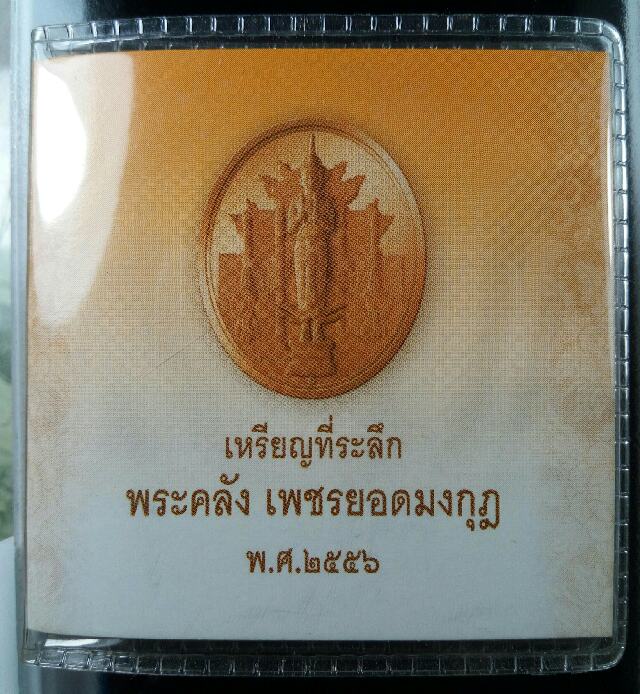 เหรียญที่ระลึก
พระคลัง เพชรยอดมงกุฎ
พ.ศ.๒๕๕๖